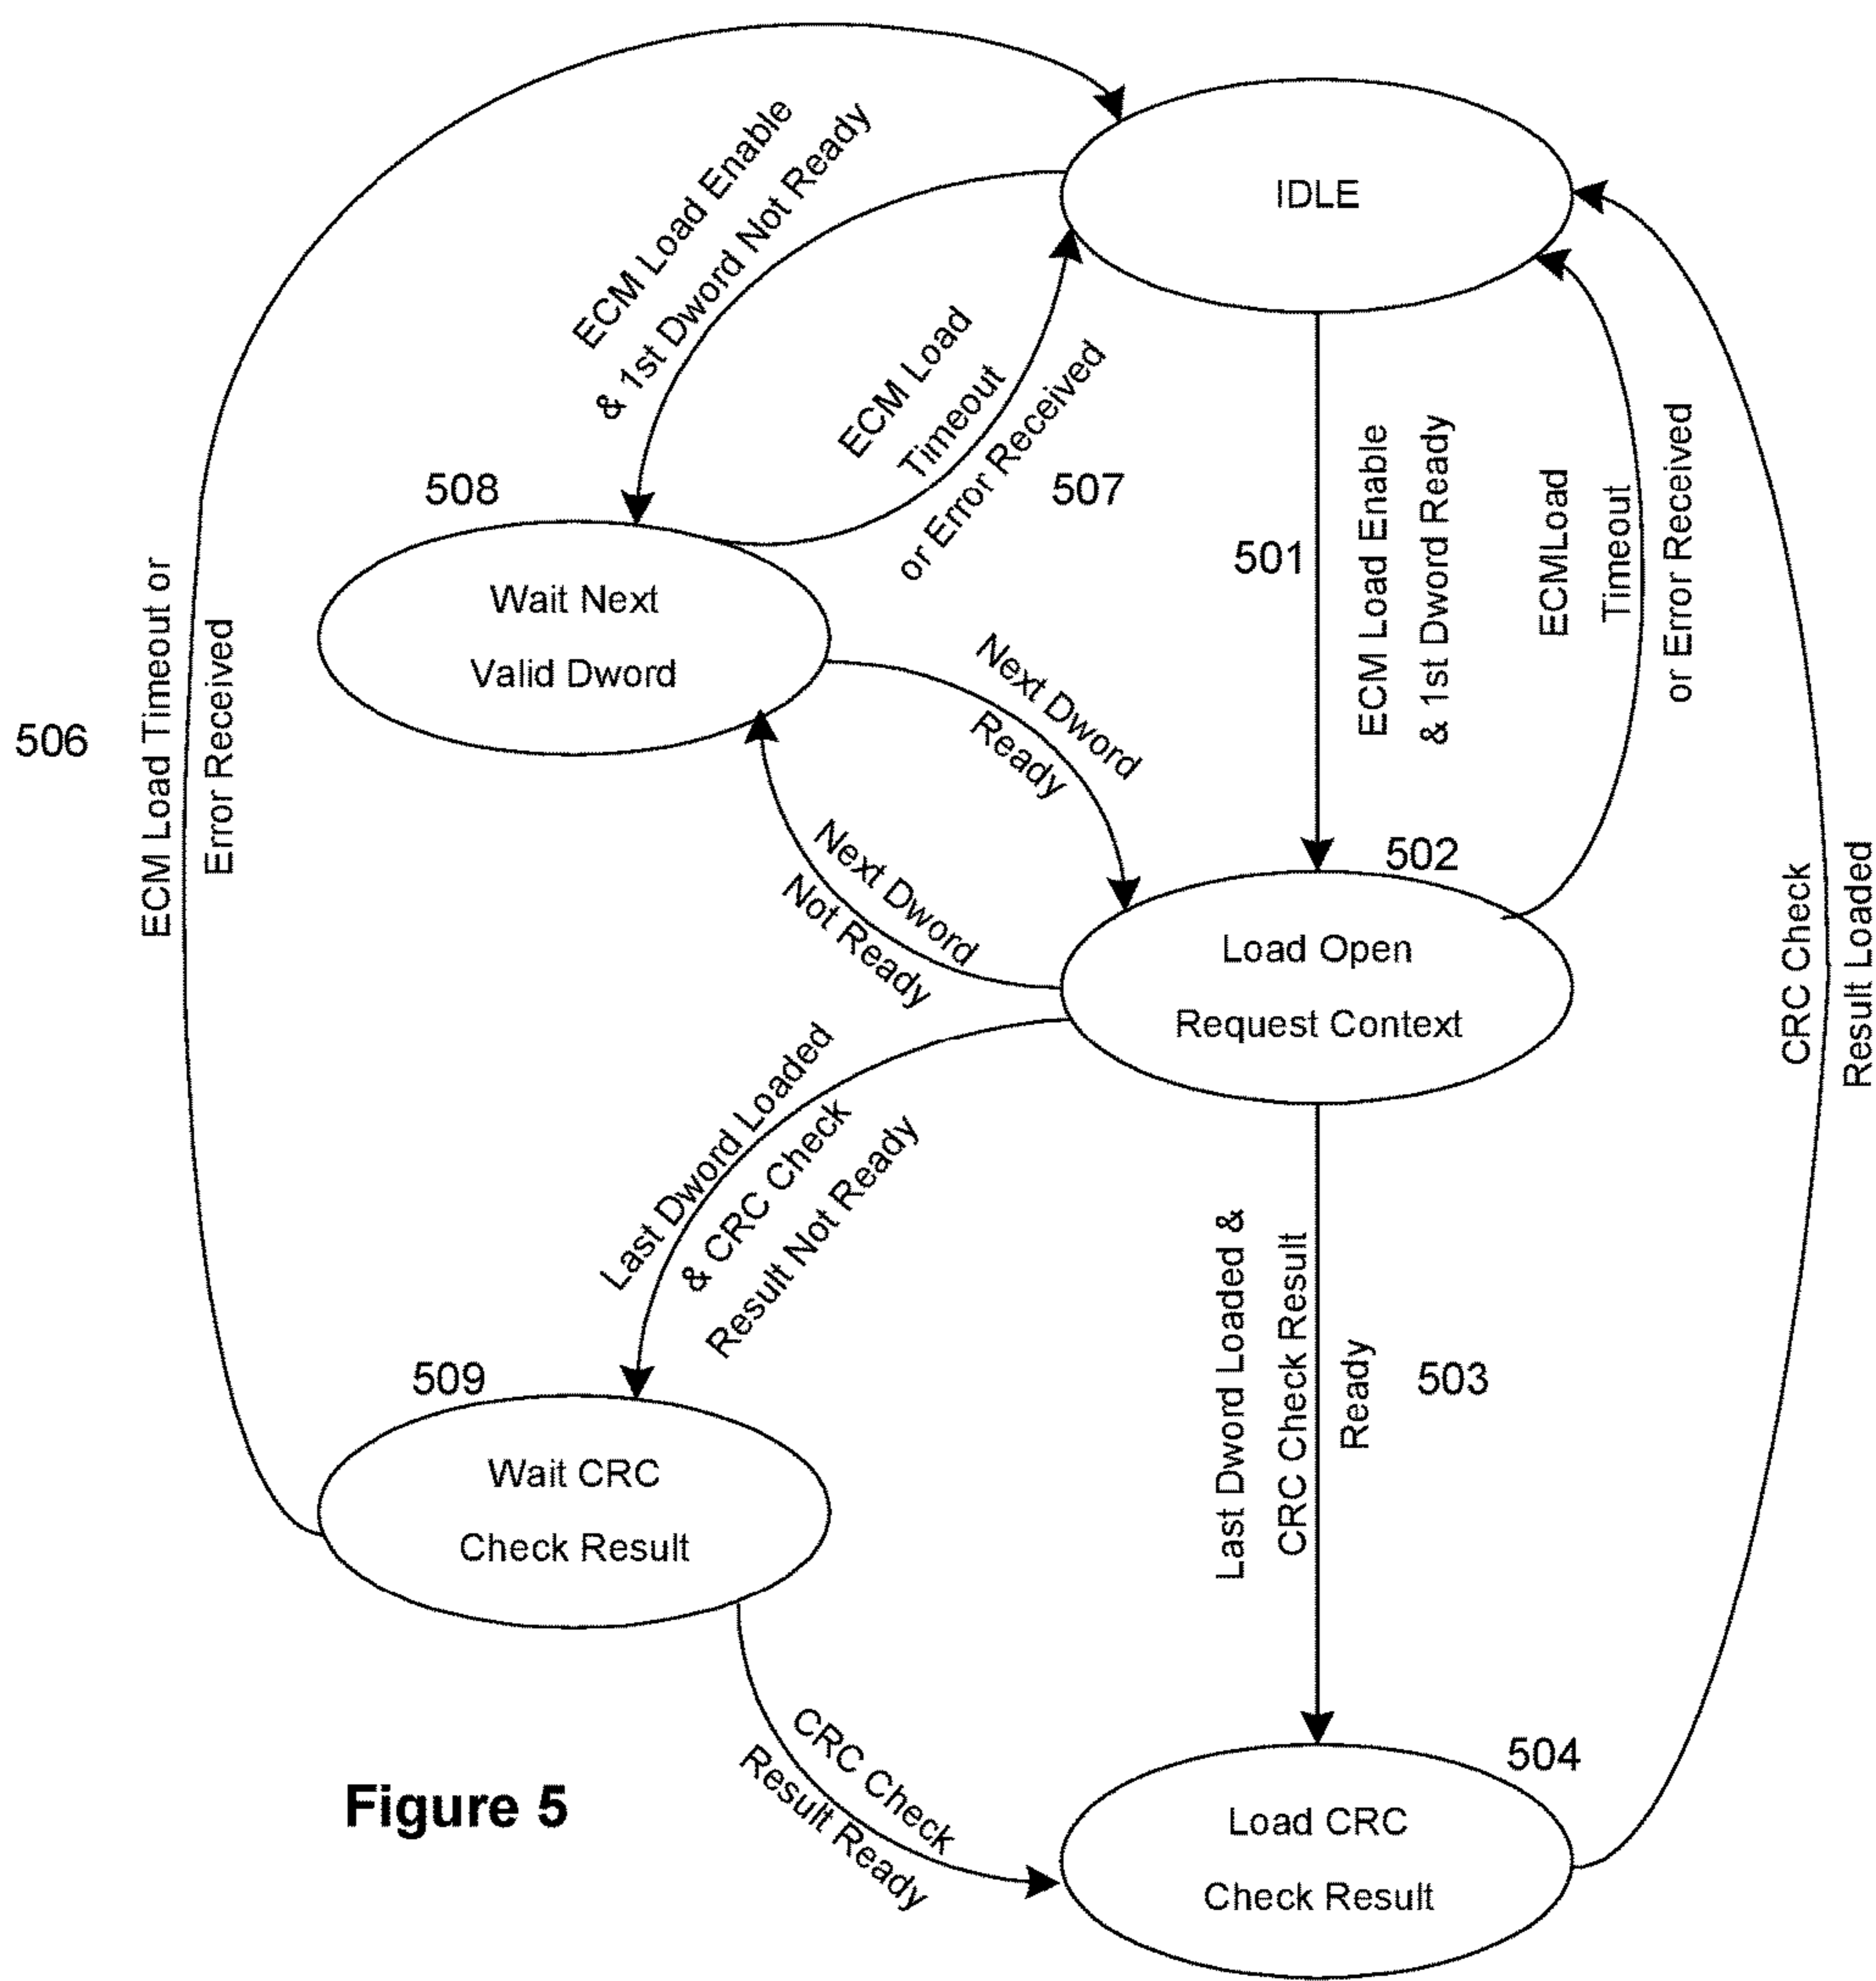 IDLE
ECM Load Enable
& 1st Dword Not Ready
ECM Load
Timeout
or Error Received
507
508
Wait Next
Valid Dword
501
ECM Load Enable
& 1st Dword Ready
ECMLoad
Timeout
or Error Received
506
ECM Load Timeout or
Error Received
Next Dword
Ready
Next Dword
Not Ready
502
Load Open
Request Context
CRC Check
Result Loaded
Last Dword Loaded
& CRC Check
Result Not Ready
Last Dword Loaded &
CRC Check Result
Ready
503
509
Wait CRC
Check Result
CRC Check
Result Ready
504
Load CRC
Check Result
Figure 5